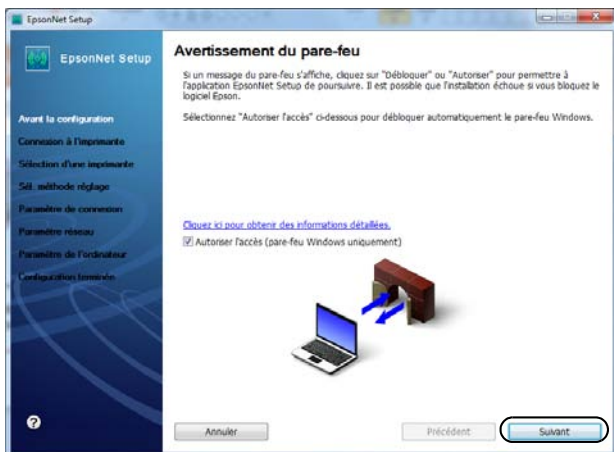 EpsonNet Setup
EpsonNet Setup
Avant la configuration
Connexion à l'imprimante
Sélection d'une imprimante
Sél. méthode réglage
Paramètre de connexion
Paramètre réseau
Paramètre de l'ordinateur
Configuration terminée
Avertissement du pare-feu
Si un message du pare-feu s'affiche, cliquez sur "Débloquer" ou "Autoriser" pour permettre à
l'application EpsonNet Setup de poursuivre. Il est possible que l'installation échoue si vous bloquez le
logiciel Epson.
Sélectionnez "Autoriser l'accès" ci-dessous pour débloquer automatiquement le pare-feu Windows.
Cliquez ici pour obtenir des informations détaillées.
Autoriser l'accès (pare-feu Windows uniquement)
?
Annuler
Précédent
Suivant